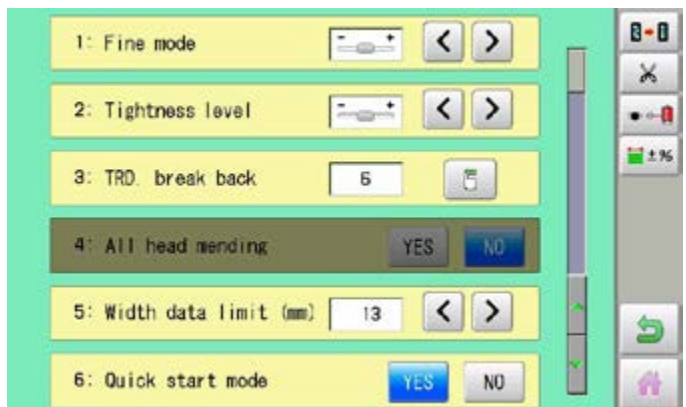 1: Fine mode - +
2: Tightness level - +
3: TRD. break back 6
4: All head mending YES NO
5: Width data limit (mm) 13
6: Quick start mode YES NO
±%